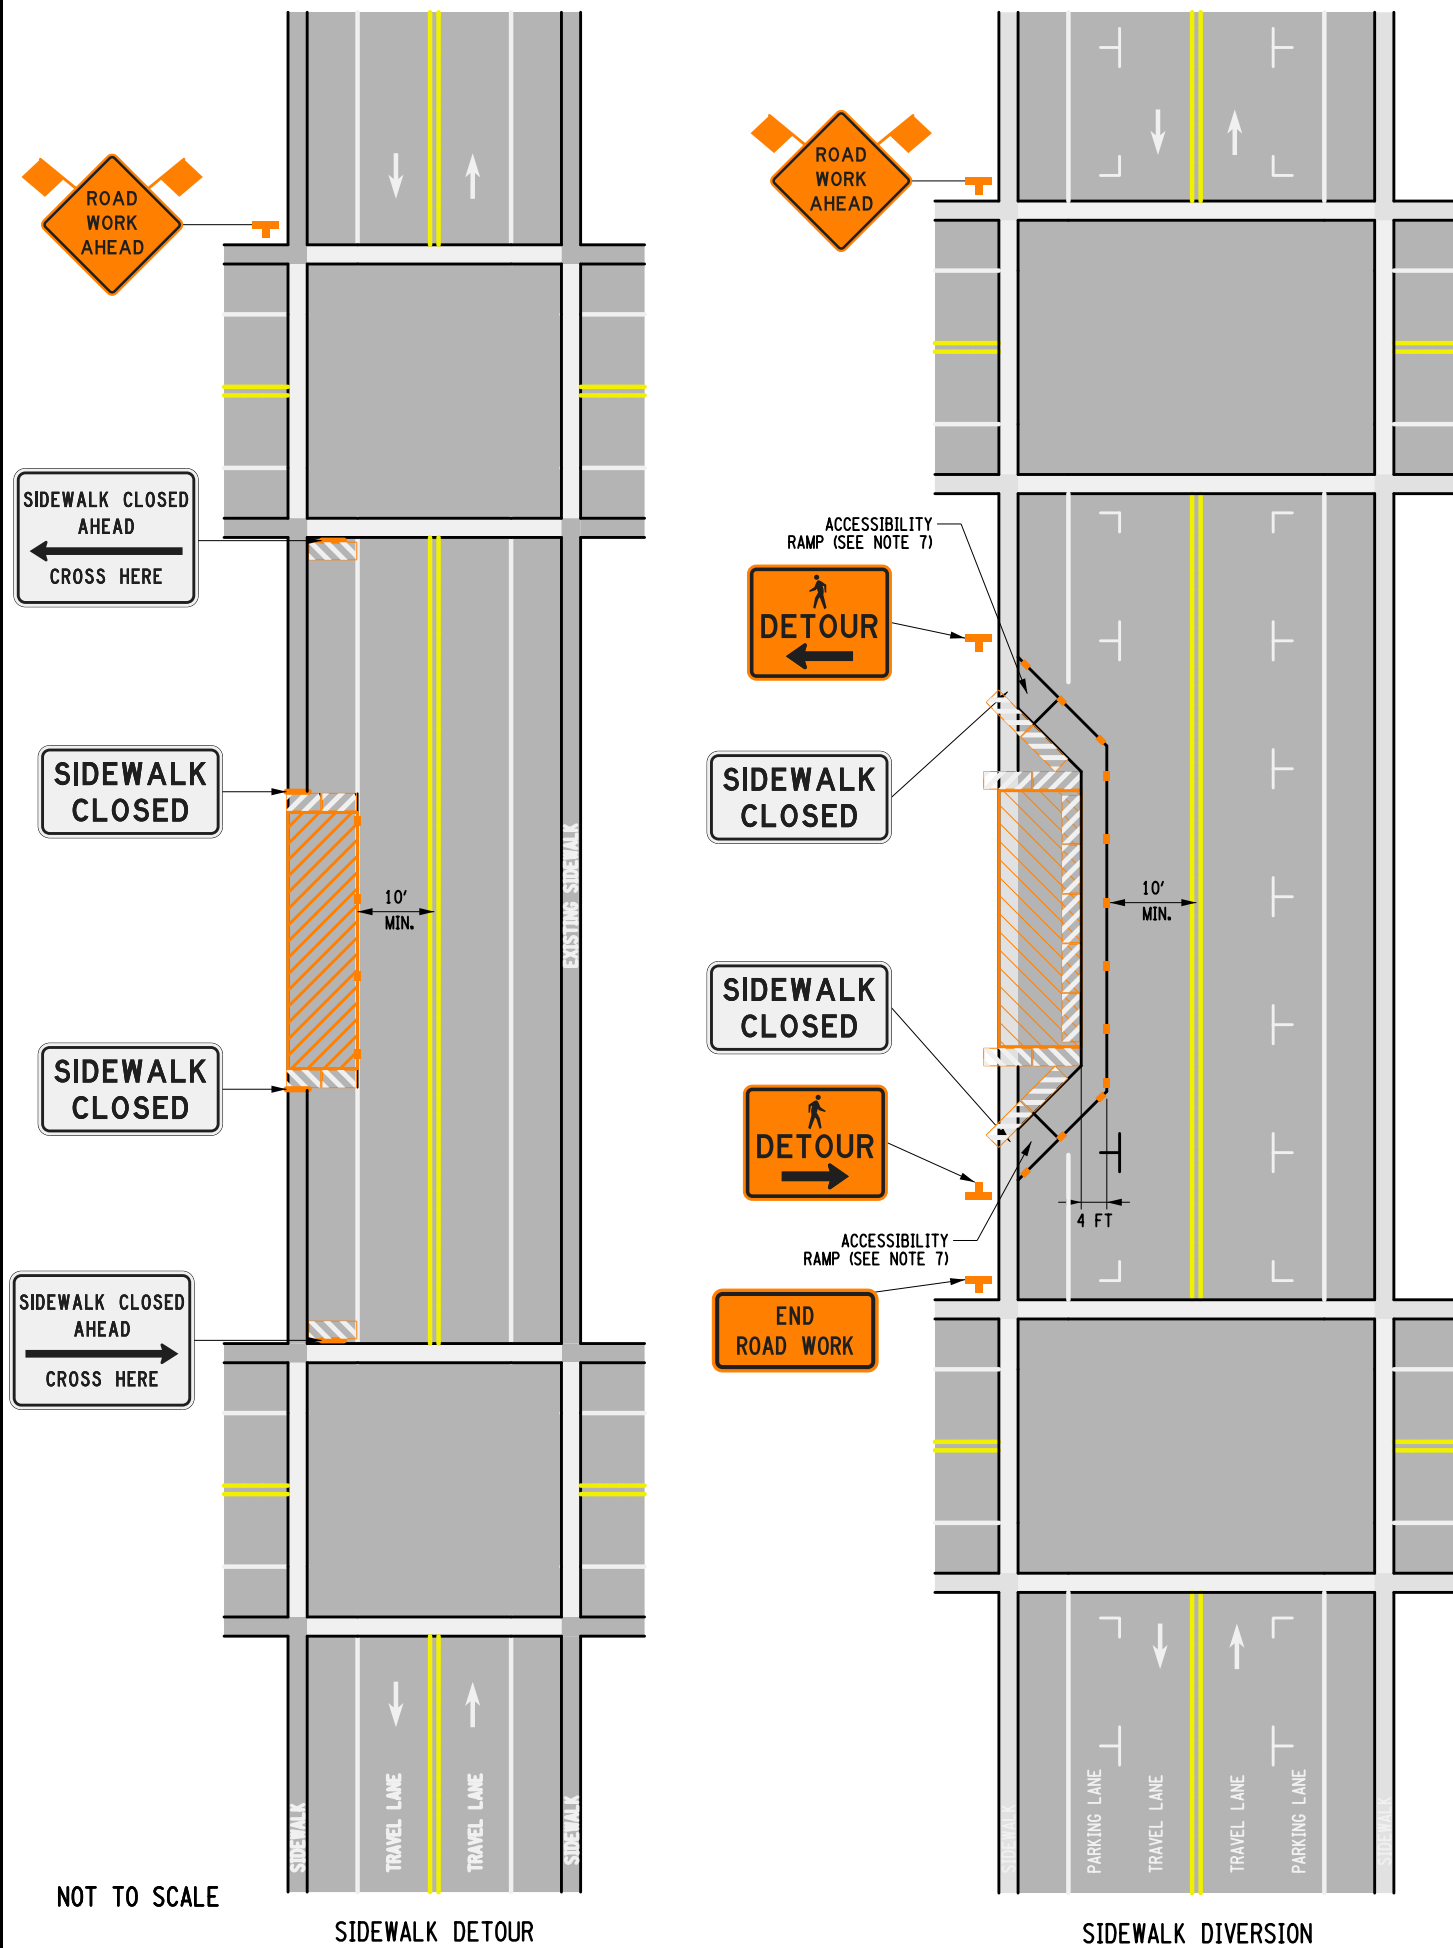 ROAD
WORK
AHEAD
SIDEWALK CLOSED
AHEAD
CROSS HERE
SIDEWALK
CLOSED
10'
MIN.
EXISTING SIDEWALK
SIDEWALK
CLOSED
SIDEWALK CLOSED
AHEAD
CROSS HERE
SIDEWALK
TRAVEL LANE
TRAVEL LANE
SIDEWALK
NOT TO SCALE
SIDEWALK DETOUR
ROAD
WORK
AHEAD
ACCESSIBILITY
RAMP (SEE NOTE 7)
DETOUR
SIDEWALK
CLOSED
10'
MIN.
SIDEWALK
CLOSED
DETOUR
4 FT
ACCESSIBILITY
RAMP (SEE NOTE 7)
END
ROAD WORK
SIDEWALK
PARKING LANE
TRAVEL LANE
TRAVEL LANE
PARKING LANE
SIDEWALK
SIDEWALK DIVERSION